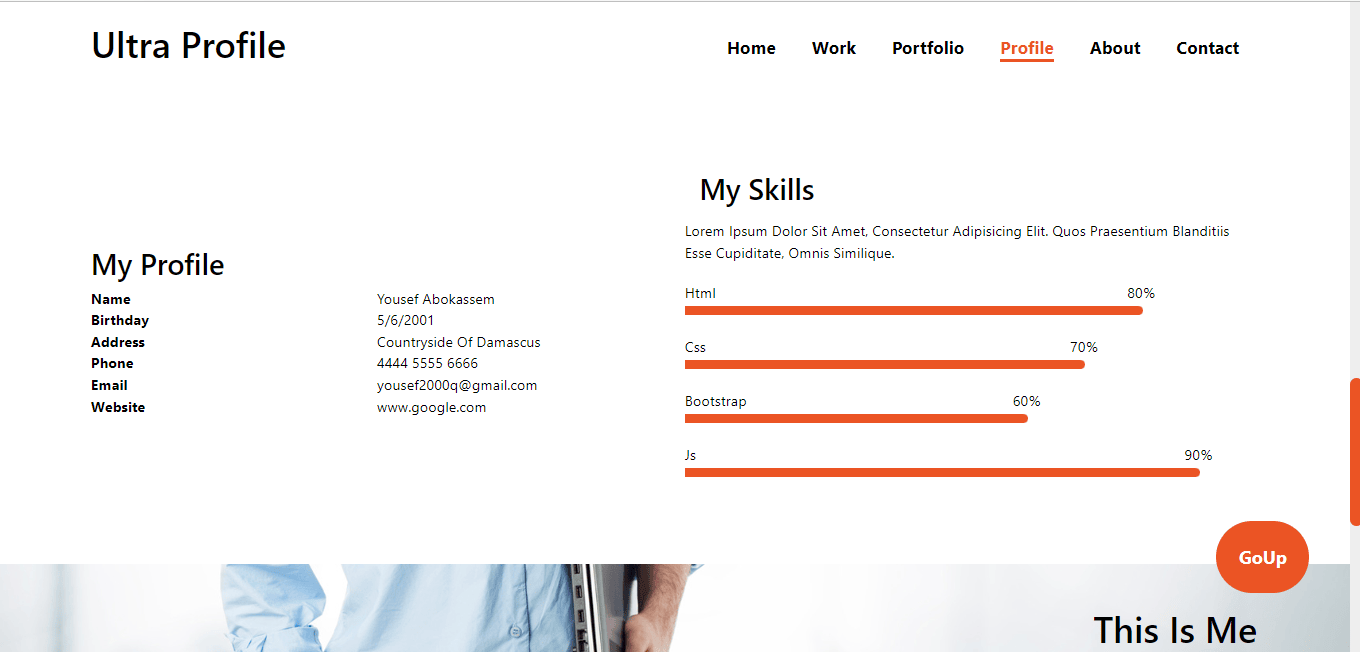 Ultra Profile
Home Work Portfolio Profile About Contact
My Profile
Name Yousef Abokassem
Birthday 5/6/2001
Address Countryside Of Damascus
Phone 4444 5555 6666
Email yousef2000q@gmail.com
Website www.google.com
My Skills
Lorem Ipsum Dolor Sit Amet, Consectetur Adipisicing Elit. Quos Praesentium Blanditiis
Esse Cupiditate, Omnis Similique.
Html 80%
Css 70%
Bootstrap 60%
Js 90%
GoUp
This Is Me